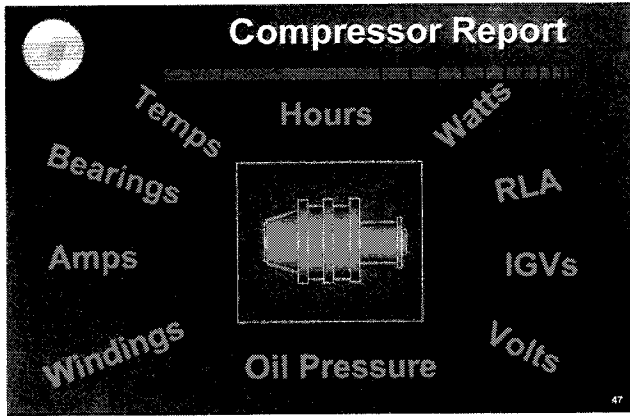 Compressor Report
Temps
Hours
Watts
Bearings
RLA
Amps
IGVs
Windings
Oil Pressure
Volts
47